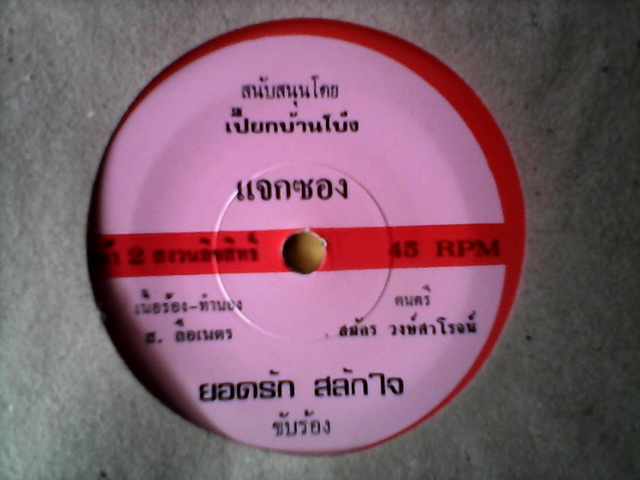 สนับสนุนโดย
เปี๊ยกบ้านโป่ง
แจกซอง
2 สงวนลิขสิทธิ์ 45 RPM
เนื้อร้อง-ทำนอง ดนตรี
ส. ลือเนตร สมัคร วงษ์สาโรจน์
ยอดรัก สลักใจ
ขับร้อง